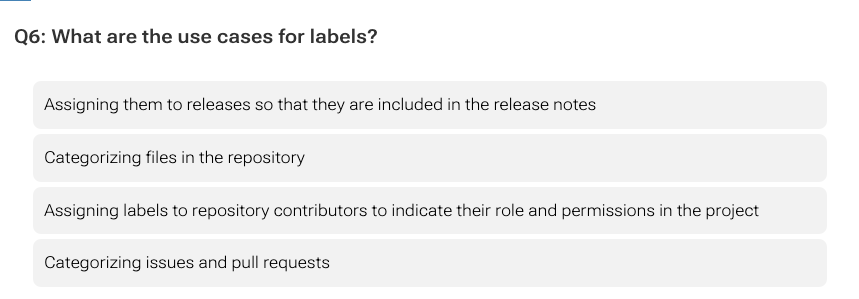 Q6: What are the use cases for labels?
Assigning them to releases so that they are included in the release notes
Categorizing files in the repository
Assigning labels to repository contributors to indicate their role and permissions in the project
Categorizing issues and pull requests